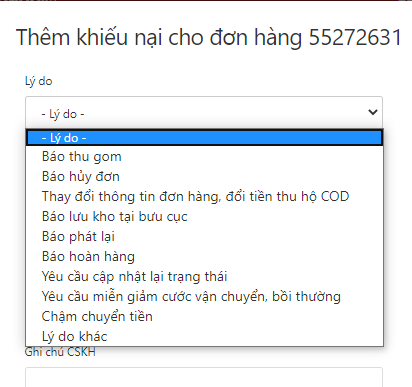 Thêm khiếu nại cho đơn hàng 55272631
Lý do
- Lý do -
- Lý do -
Báo thu gom
Báo hủy đơn
Thay đổi thông tin đơn hàng, đổi tiền thu hộ COD
Báo lưu kho tại bưu cục
Báo phát lại
Báo hoàn hàng
Yêu cầu cập nhật lại trạng thái
Yêu cầu miễn giảm cước vận chuyển, bồi thường
Chậm chuyển tiền
Lý do khác
Ghi chú CSKH